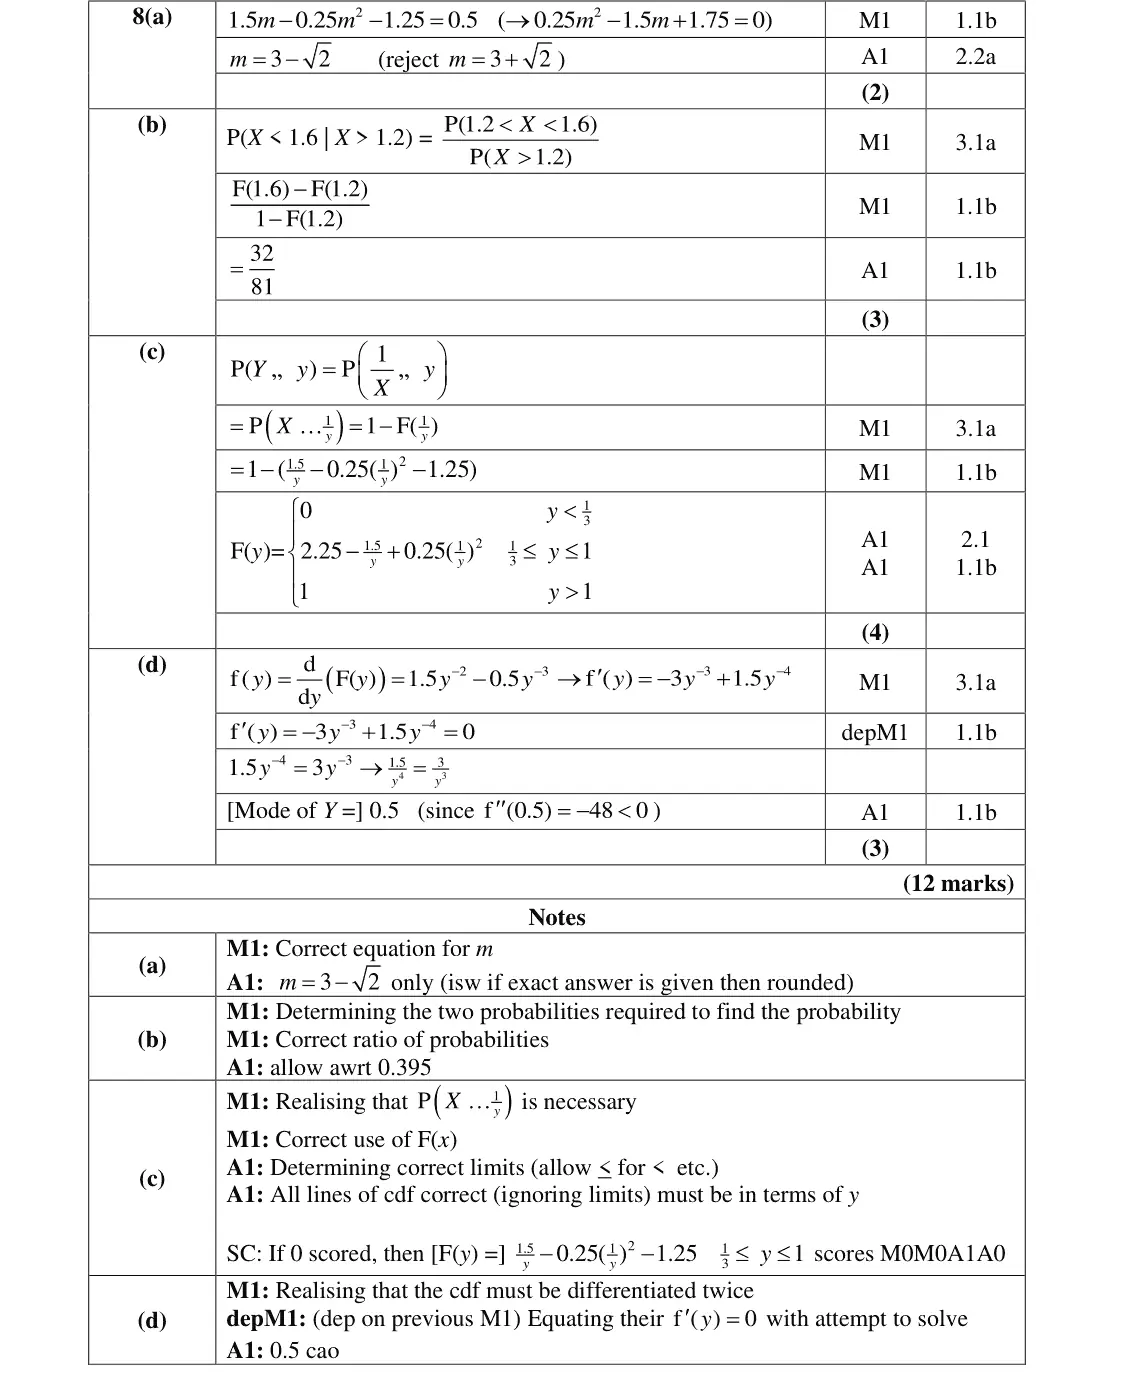 8(a) 1.5m − 0.25m² − 1.25 = 0.5 (→ 0.25m² − 1.5m + 1.75 = 0) M1 1.1b
m = 3 − √2 (reject m = 3 + √2) A1 2.2a
(2)
(b) P(X < 1.6 | X > 1.2) = P(1.2 < X < 1.6) / P(X > 1.2) M1 3.1a
F(1.6) − F(1.2) / 1 − F(1.2) M1 1.1b
= 32/81 A1 1.1b
(3)
(c) P(Y „ y) = P(1/X „ y)
= P(X … 1/y) = 1 − F(1/y) M1 3.1a
= 1 − (1.5/y − 0.25(1/y)² − 1.25) M1 1.1b
0 y < 1/3
F(y)= { 2.25 − 1.5/y + 0.25(1/y)² 1/3 ≤ y ≤ 1 A1 2.1
A1 1.1b
1 y > 1
(4)
(d) f(y) = d/dy (F(y)) = 1.5y⁻² − 0.5y⁻³ → f′(y) = −3y⁻³ + 1.5y⁻⁴ M1 3.1a
f′(y) = −3y⁻³ + 1.5y⁻⁴ = 0 depM1 1.1b
1.5y⁻⁴ = 3y⁻³ → 1.5/y⁴ = 3/y³
[Mode of Y =] 0.5 (since f″(0.5) = −48 < 0 ) A1 1.1b
(3)
(12 marks)
Notes
(a) M1: Correct equation for m
A1: m = 3 − √2 only (isw if exact answer is given then rounded)
(b) M1: Determining the two probabilities required to find the probability
M1: Correct ratio of probabilities
A1: allow awrt 0.395
(c) M1: Realising that P(X … 1/y) is necessary
M1: Correct use of F(x)
A1: Determining correct limits (allow ≤ for < etc.)
A1: All lines of cdf correct (ignoring limits) must be in terms of y
SC: If 0 scored, then [F(y) =] 1.5/y − 0.25(1/y)² − 1.25 1/3 ≤ y ≤ 1 scores M0M0A1A0
(d) M1: Realising that the cdf must be differentiated twice
depM1: (dep on previous M1) Equating their f′(y) = 0 with attempt to solve
A1: 0.5 cao